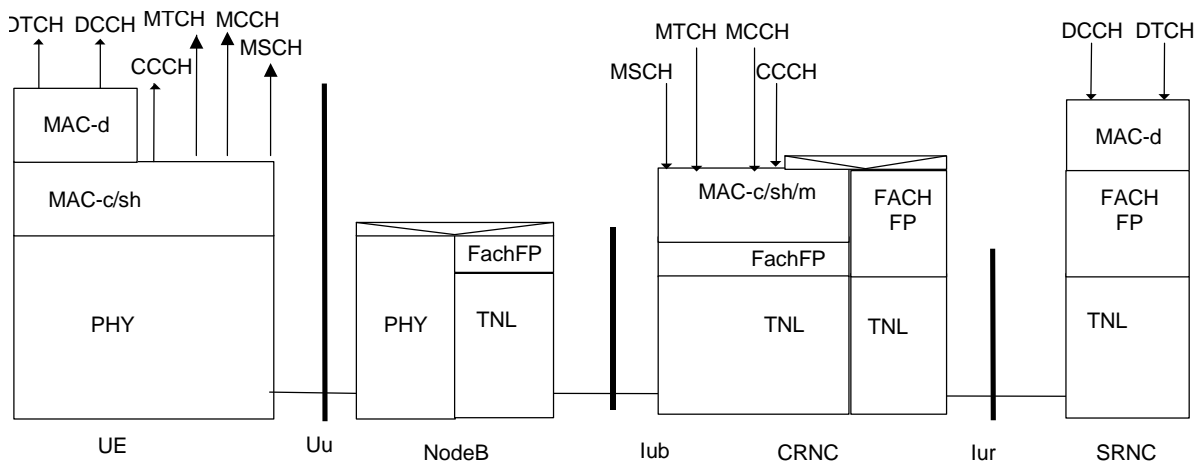 DTCH DCCH MTCH MCCH
MSCH
CCCH
MAC-d
MAC-c/sh
PHY
UE
Uu
PHY
FachFP
TNL
NodeB
Iub
MTCH MCCH
MSCH CCCH
MAC-c/sh/m
FachFP
TNL
FACH
FP
TNL
CRNC
Iur
DCCH DTCH
MAC-d
FACH
FP
TNL
SRNC